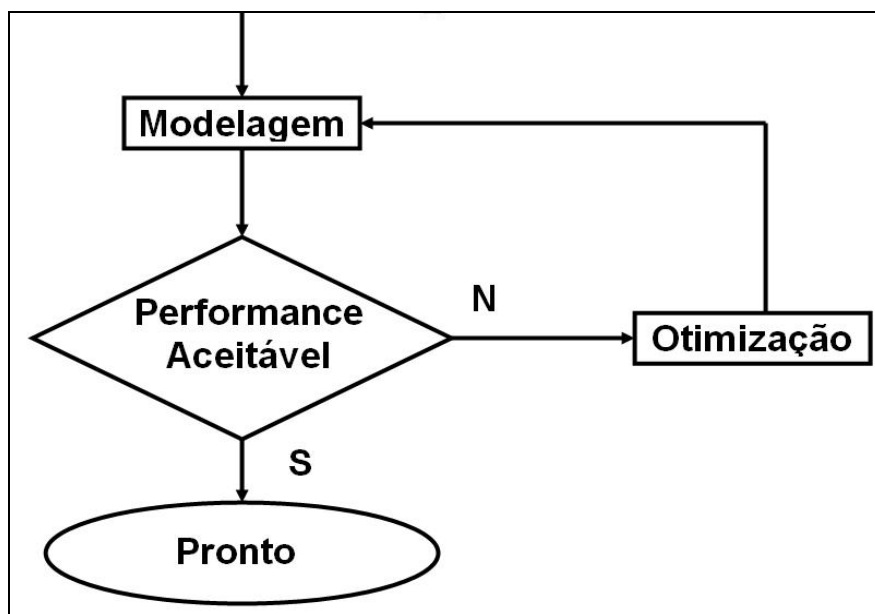 Modelagem
Performance
Aceitável
N
Otimização
S
Pronto